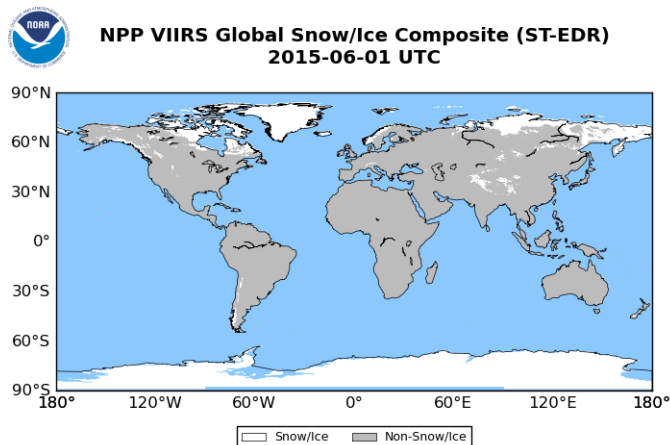 NOAA
NPP VIIRS Global Snow/Ice Composite (ST-EDR)
2015-06-01 UTC
90°N
60°N
30°N
0°
30°S
60°S
90°S
180° 120°W 60°W 0° 60°E 120°E 180°
Snow/Ice Non-Snow/Ice